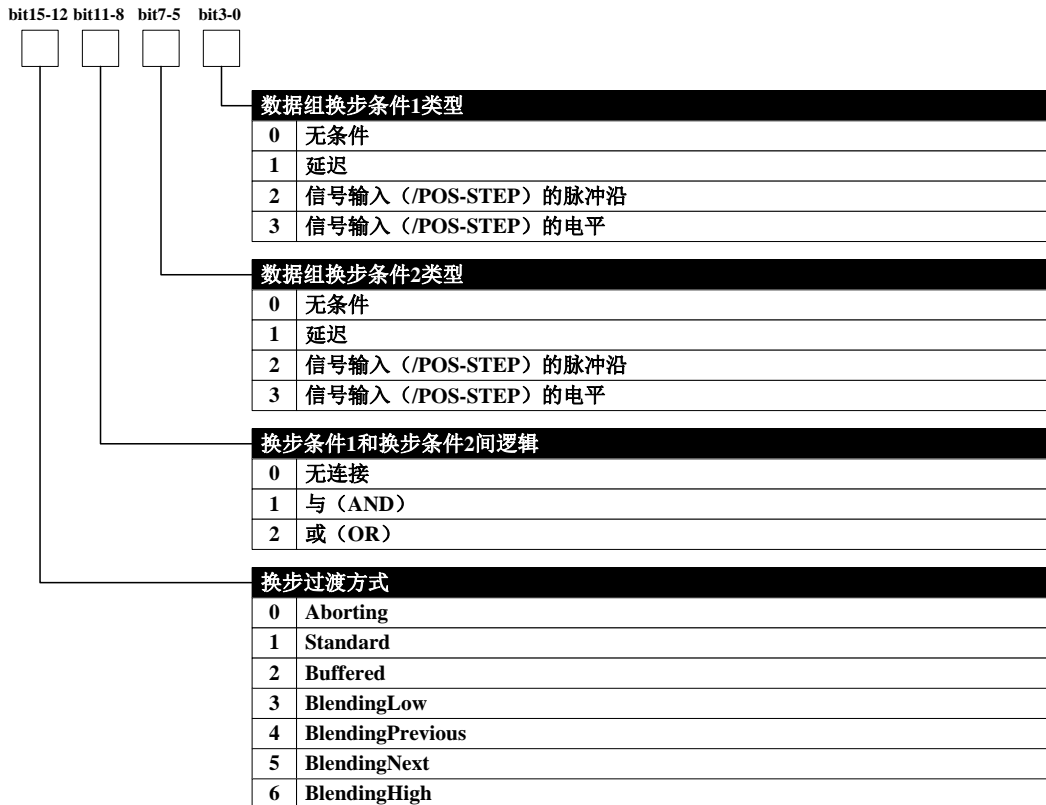 bit15-12 bit11-8 bit7-5 bit3-0
数据组换步条件1类型
0 无条件
1 延迟
2 信号输入（/POS-STEP）的脉冲沿
3 信号输入（/POS-STEP）的电平
数据组换步条件2类型
0 无条件
1 延迟
2 信号输入（/POS-STEP）的脉冲沿
3 信号输入（/POS-STEP）的电平
换步条件1和换步条件2间逻辑
0 无连接
1 与（AND）
2 或（OR）
换步过渡方式
0 Aborting
1 Standard
2 Buffered
3 BlendingLow
4 BlendingPrevious
5 BlendingNext
6 BlendingHigh